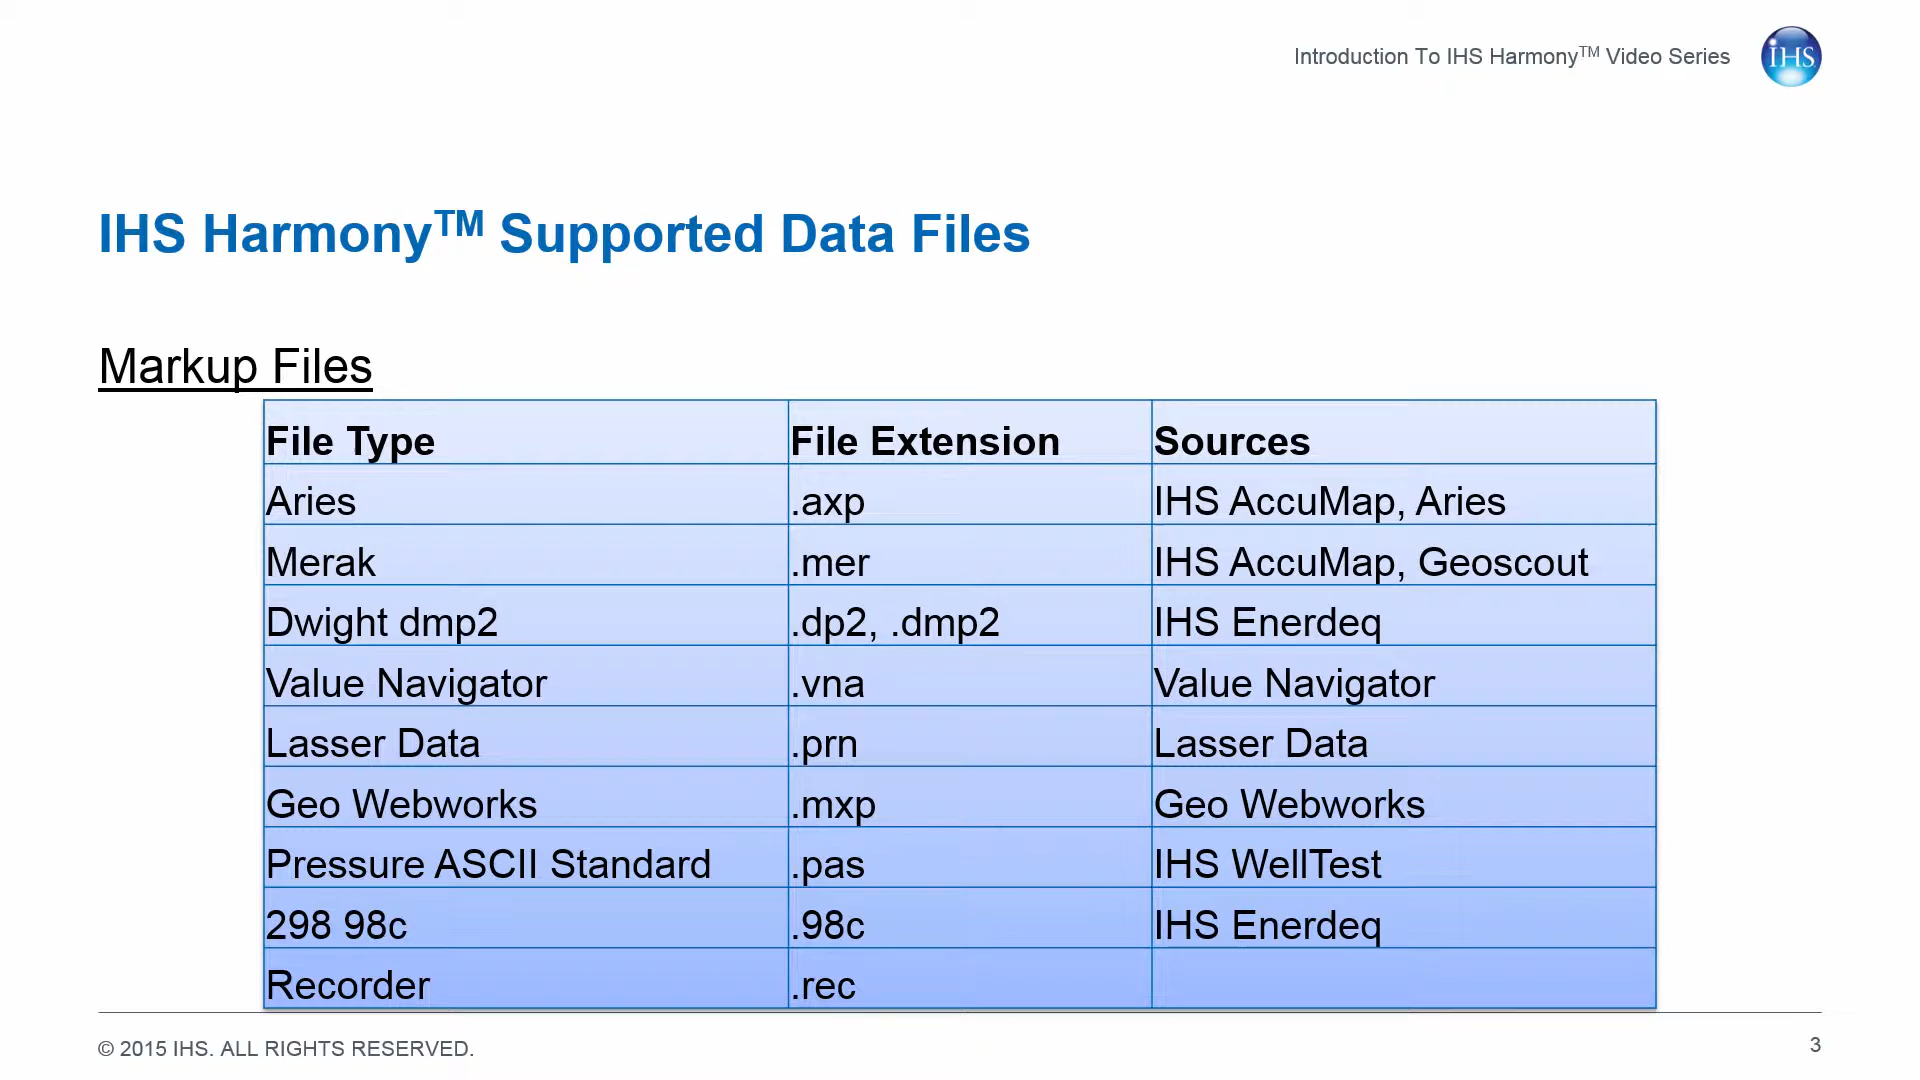 Introduction To IHS Harmony™ Video Series
IHS
IHS Harmony™ Supported Data Files
Markup Files
File Type File Extension Sources
Aries .axp IHS AccuMap, Aries
Merak .mer IHS AccuMap, Geoscout
Dwight dmp2 .dp2, .dmp2 IHS Enerdeq
Value Navigator .vna Value Navigator
Lasser Data .prn Lasser Data
Geo Webworks .mxp Geo Webworks
Pressure ASCII Standard .pas IHS WellTest
298 98c .98c IHS Enerdeq
Recorder .rec
© 2015 IHS. ALL RIGHTS RESERVED.
3